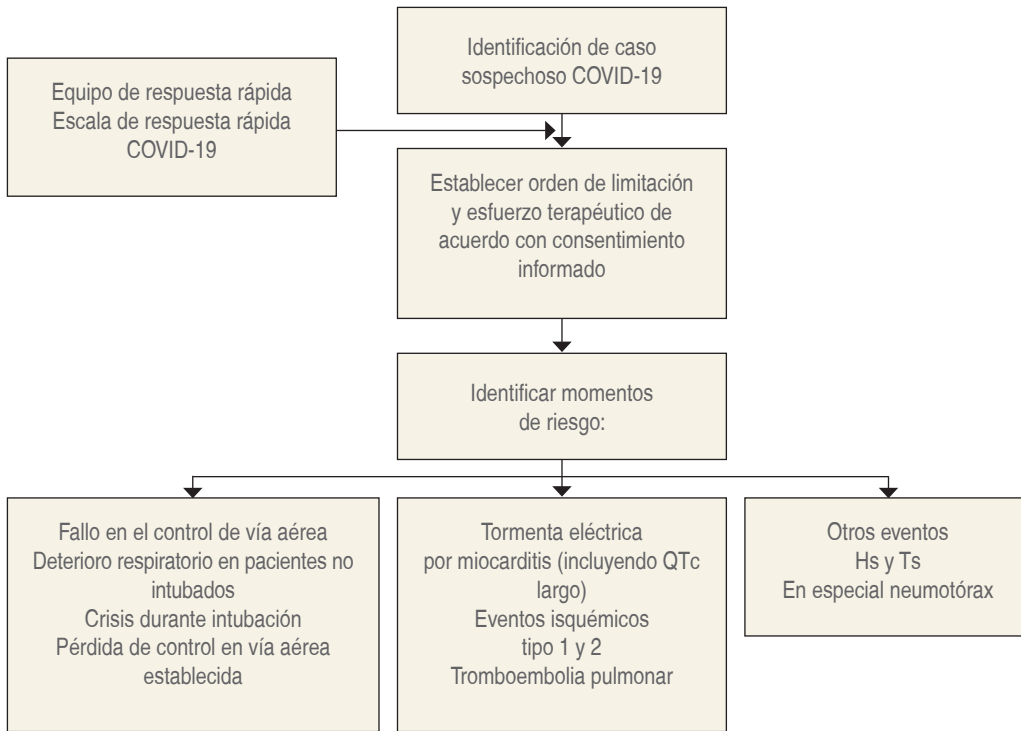 Identificación de caso
sospechoso COVID-19
Equipo de respuesta rápida
Escala de respuesta rápida
COVID-19
Establecer orden de limitación
y esfuerzo terapéutico de
acuerdo con consentimiento
informado
Identificar momentos
de riesgo:
Fallo en el control de vía aérea
Deterioro respiratorio en pacientes no
intubados
Crisis durante intubación
Pérdida de control en vía aérea
establecida
Tormenta eléctrica
por miocarditis (incluyendo QTc
largo)
Eventos isquémicos
tipo 1 y 2
Tromboembolia pulmonar
Otros eventos
Hs y Ts
En especial neumotórax